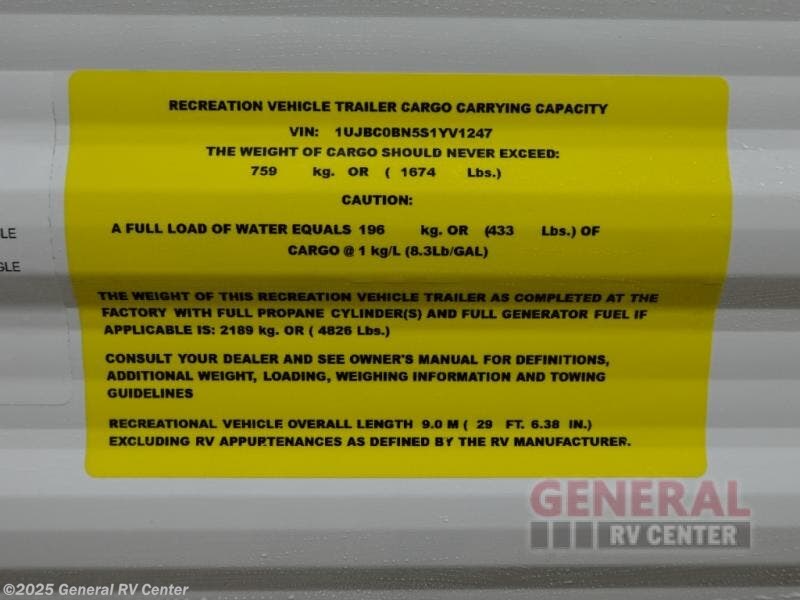 RECREATION VEHICLE TRAILER CARGO CARRYING CAPACITY
VIN: 1UJBC0BN5S1YV1247
THE WEIGHT OF CARGO SHOULD NEVER EXCEED:
759 kg. OR ( 1674 Lbs.)
CAUTION:
A FULL LOAD OF WATER EQUALS 196 kg. OR (433 Lbs.) OF
CARGO @ 1 kg/L (8.3Lb/GAL)
LE
GLE
THE WEIGHT OF THIS RECREATION VEHICLE TRAILER AS COMPLETED AT THE
FACTORY WITH FULL PROPANE CYLINDER(S) AND FULL GENERATOR FUEL IF
APPLICABLE IS: 2189 kg. OR ( 4826 Lbs.)
CONSULT YOUR DEALER AND SEE OWNER'S MANUAL FOR DEFINITIONS,
ADDITIONAL WEIGHT, LOADING, WEIGHING INFORMATION AND TOWING
GUIDELINES
RECREATIONAL VEHICLE OVERALL LENGTH 9.0 M ( 29 FT. 6.38 IN.)
EXCLUDING RV APPURTENANCES AS DEFINED BY THE RV MANUFACTURER.
GENERAL
RV CENTER
©2025 General RV Center